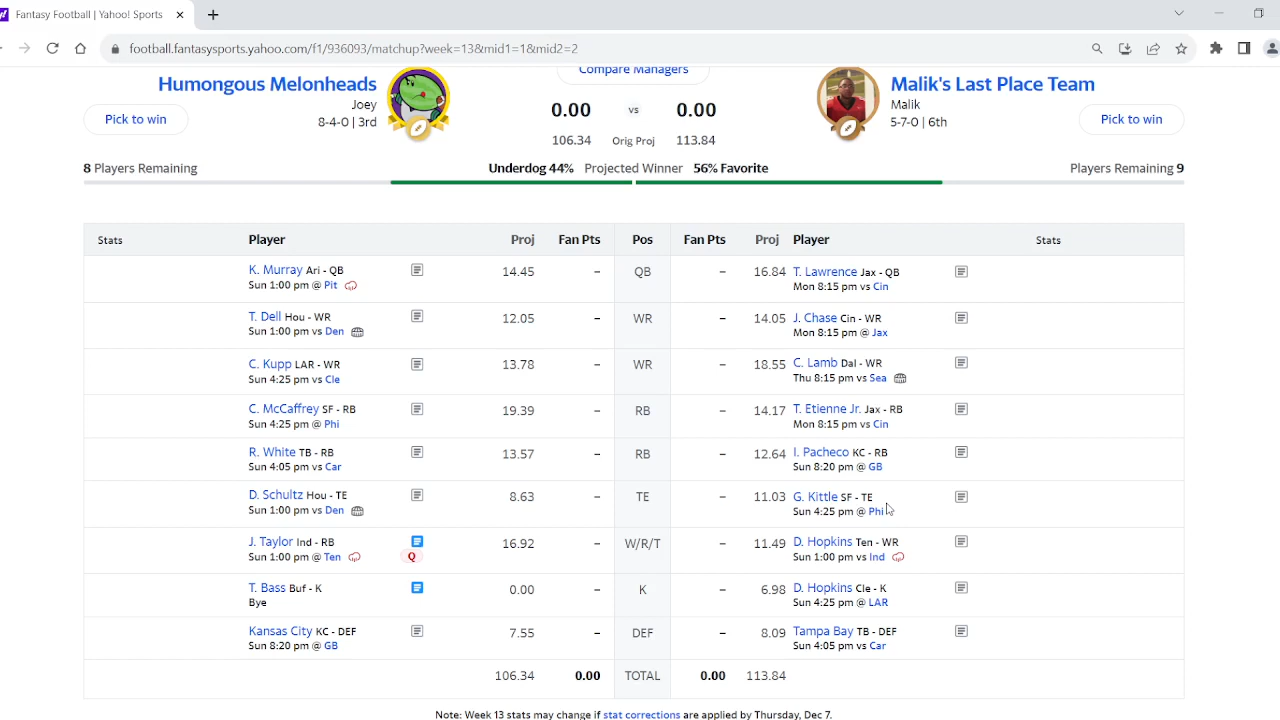 Fantasy Football | Yahoo! Sports
football.fantasysports.yahoo.com/f1/936093/matchup?week=13&mid1=1&mid2=2
Compare Managers
Humongous Melonheads
Joey
8-4-0 | 3rd
Pick to win
0.00 vs 0.00
106.34 Orig Proj 113.84
Malik's Last Place Team
Malik
5-7-0 | 6th
Pick to win
8 Players Remaining
Underdog 44% Projected Winner 56% Favorite
Players Remaining 9
Stats Player Proj Fan Pts Pos Fan Pts Proj Player Stats
K. Murray Ari - QB 14.45 – QB – 16.84 T. Lawrence Jax - QB
Sun 1:00 pm @ Pit Mon 8:15 pm vs Cin
T. Dell Hou - WR 12.05 – WR – 14.05 J. Chase Cin - WR
Sun 1:00 pm vs Den Mon 8:15 pm @ Jax
C. Kupp LAR - WR 13.78 – WR – 18.55 C. Lamb Dal - WR
Sun 4:25 pm vs Cle Thu 8:15 pm vs Sea
C. McCaffrey SF - RB 19.39 – RB – 14.17 T. Etienne Jr. Jax - RB
Sun 4:25 pm @ Phi Mon 8:15 pm vs Cin
R. White TB - RB 13.57 – RB – 12.64 I. Pacheco KC - RB
Sun 4:05 pm vs Car Sun 8:20 pm @ GB
D. Schultz Hou - TE 8.63 – TE – 11.03 G. Kittle SF - TE
Sun 1:00 pm vs Den Sun 4:25 pm @ Phi
J. Taylor Ind - RB 16.92 – W/R/T – 11.49 D. Hopkins Ten - WR
Sun 1:00 pm @ Ten Q Sun 1:00 pm vs Ind
T. Bass Buf - K 0.00 – K – 6.98 D. Hopkins Cle - K
Bye Sun 4:25 pm @ LAR
Kansas City KC - DEF 7.55 – DEF – 8.09 Tampa Bay TB - DEF
Sun 8:20 pm @ GB Sun 4:05 pm vs Car
106.34 0.00 TOTAL 0.00 113.84
Note: Week 13 stats may change if stat corrections are applied by Thursday, Dec 7.